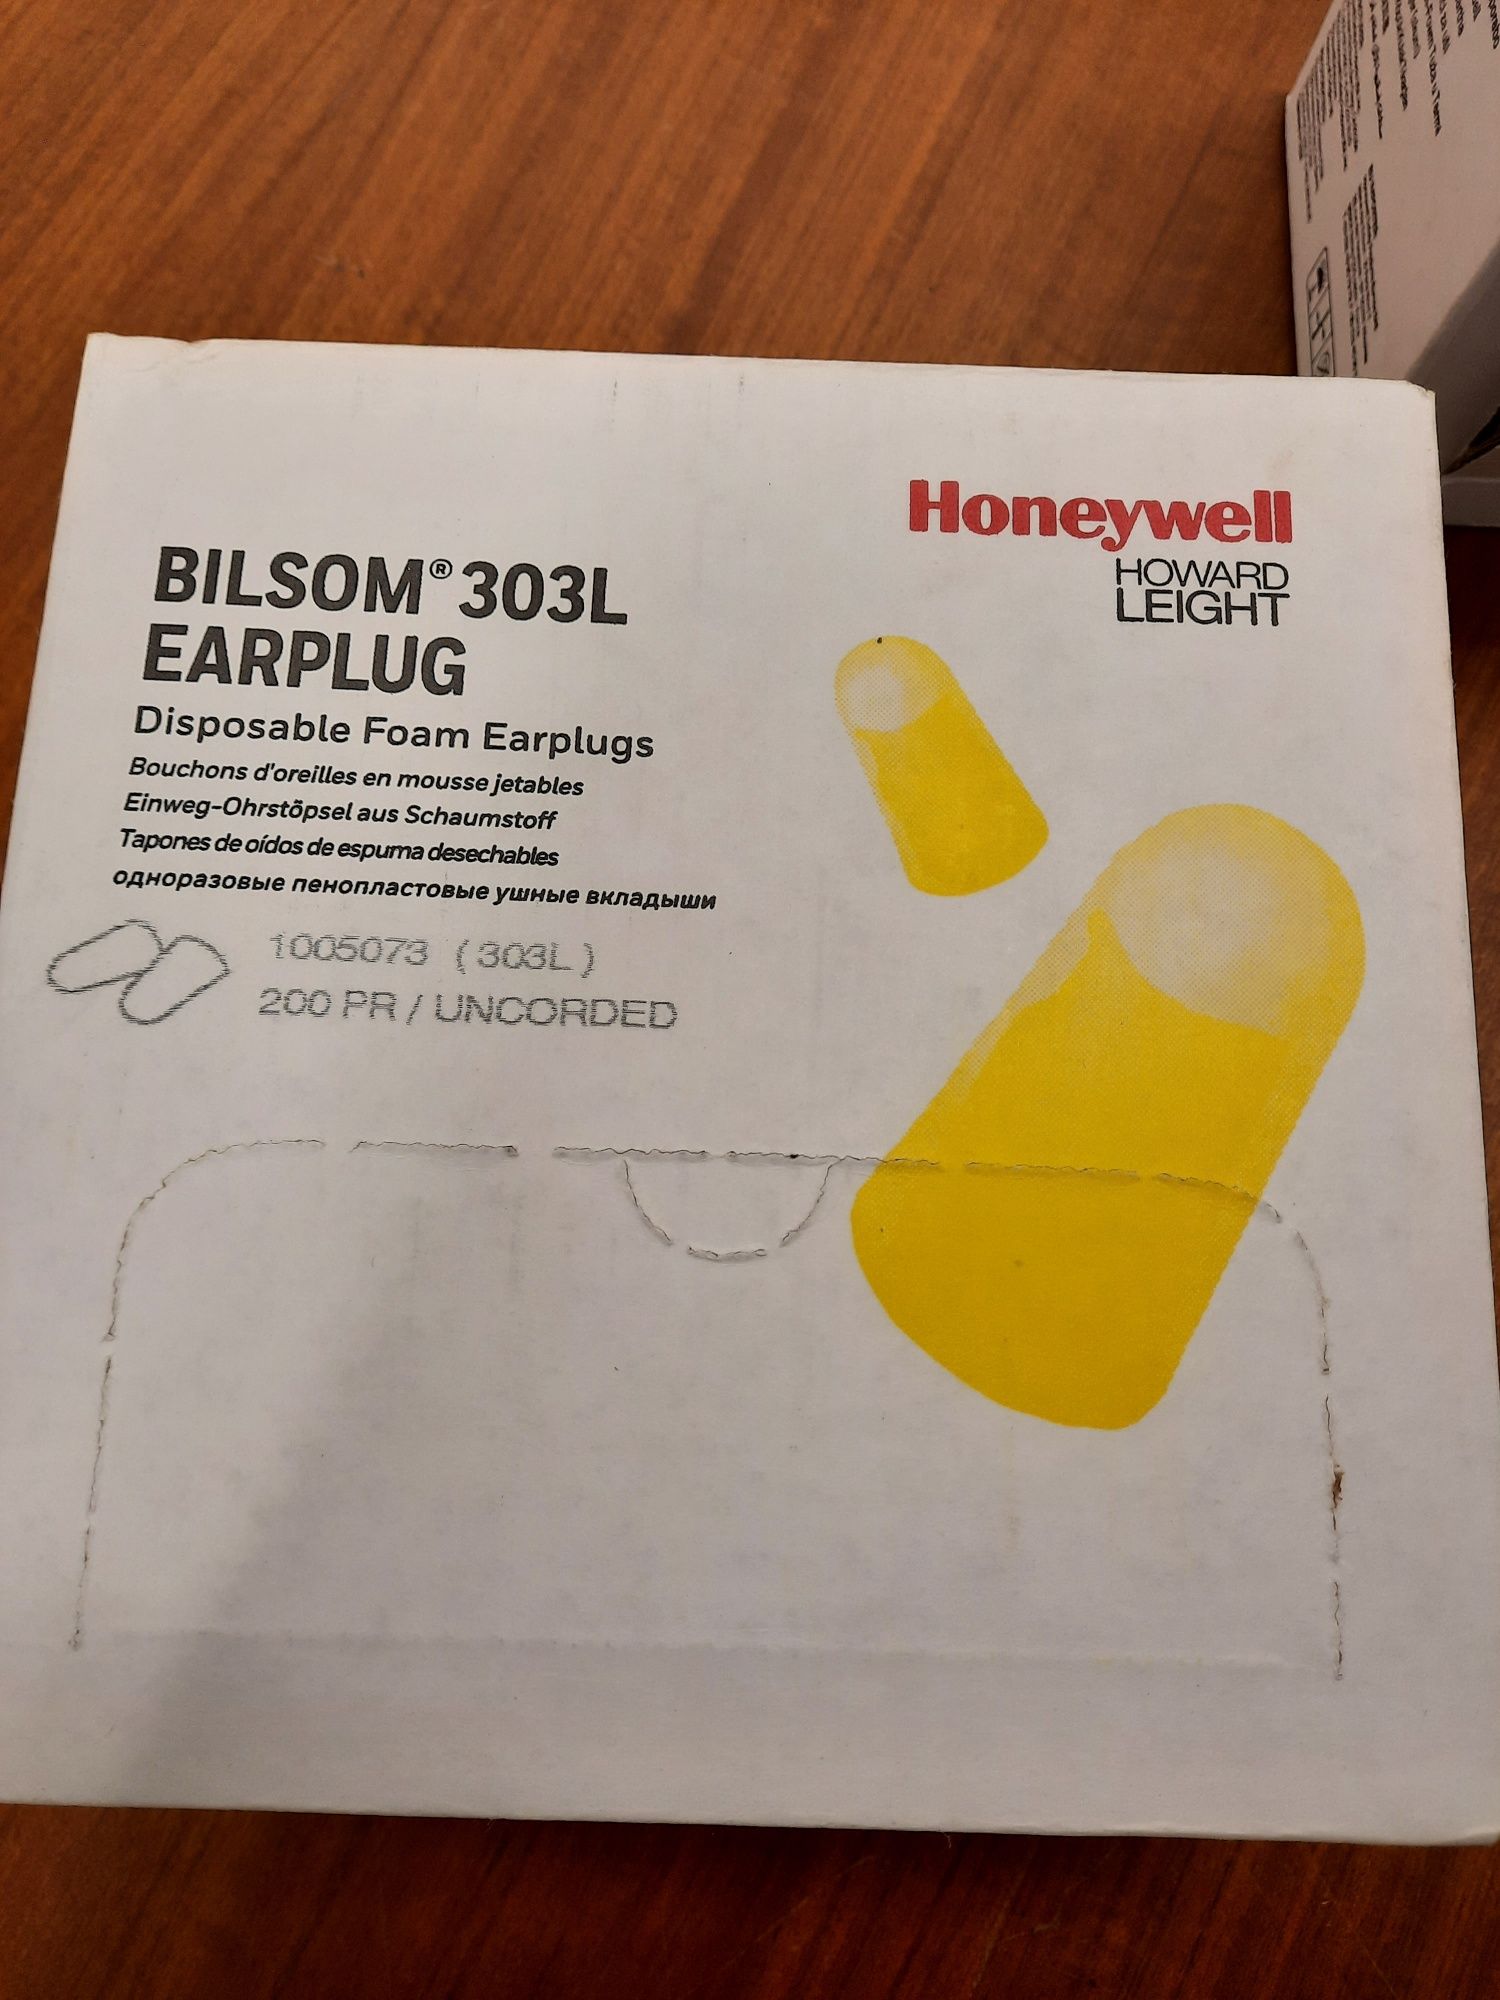 Honeywell
HOWARD
LEIGHT
BILSOM® 303L
EARPLUG
Disposable Foam Earplugs
Bouchons d'oreilles en mousse jetables
Einweg-Ohrstöpsel aus Schaumstoff
Tapones de oídos de espuma desechables
одноразовые пенопластовые ушные вкладыши
1005073 (303L)
200 PR / UNCORDED